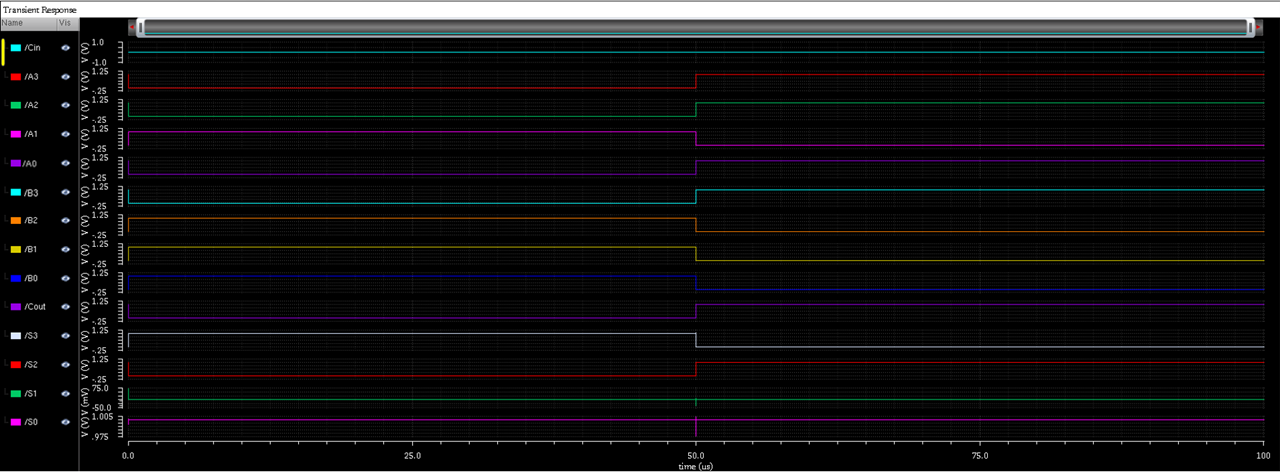 Transient Response
Name Vis
/Cin V (V) 1.0 -1.0
/A3 V (V) 1.25 -.25
/A2 V (V) 1.25 -.25
/A1 V (V) 1.25 -.25
/A0 V (V) 1.25 -.25
/B3 V (V) 1.25 -.25
/B2 V (V) 1.25 -.25
/B1 V (V) 1.25 -.25
/B0 V (V) 1.25 -.25
/Cout V (V) 1.25 -.25
/S3 V (V) 1.25 -.25
/S2 V (V) 1.25 -.25
/S1 V (mV) 75.0 -50.0
/S0 V (V) 1.005 .975
0.0 25.0 50.0 75.0 100
time (us)